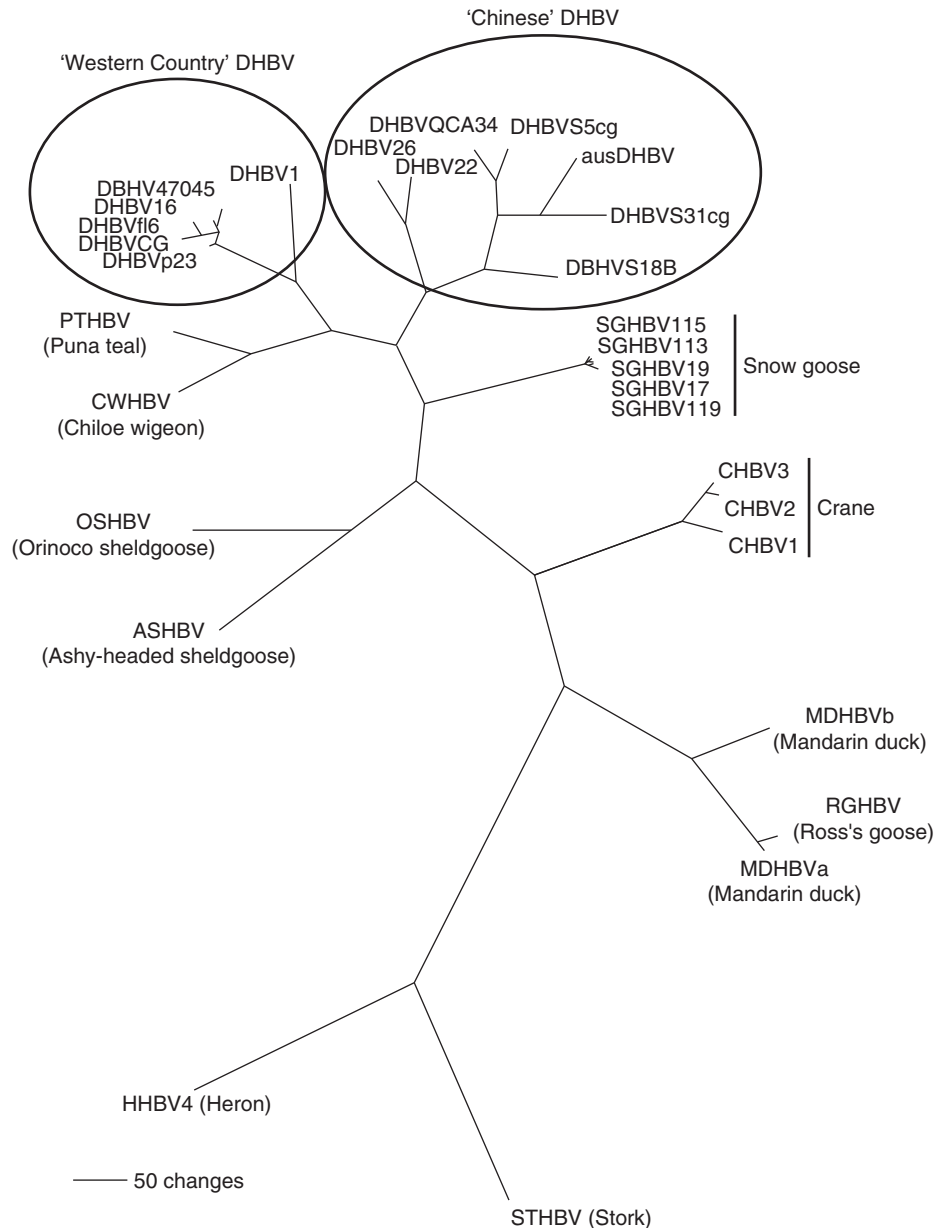 'Chinese' DHBV
'Western Country' DHBV
DHBVQCA34
DHBVS5cg
DHBV26
ausDHBV
DHBV22
DHBV1
DBHV47045
DHBV16
DHBVS31cg
DHBVfl6
DHBVCG
DHBVp23
DBHVS18B
PTHBV
(Puna teal)
SGHBV115
SGHBV113
SGHBV19
SGHBV17
SGHBV119
Snow goose
CWHBV
(Chiloe wigeon)
CHBV3
CHBV2
CHBV1
Crane
OSHBV
(Orinoco sheldgoose)
ASHBV
(Ashy-headed sheldgoose)
MDHBVb
(Mandarin duck)
RGHBV
(Ross's goose)
MDHBVa
(Mandarin duck)
HHBV4 (Heron)
50 changes
STHBV (Stork)